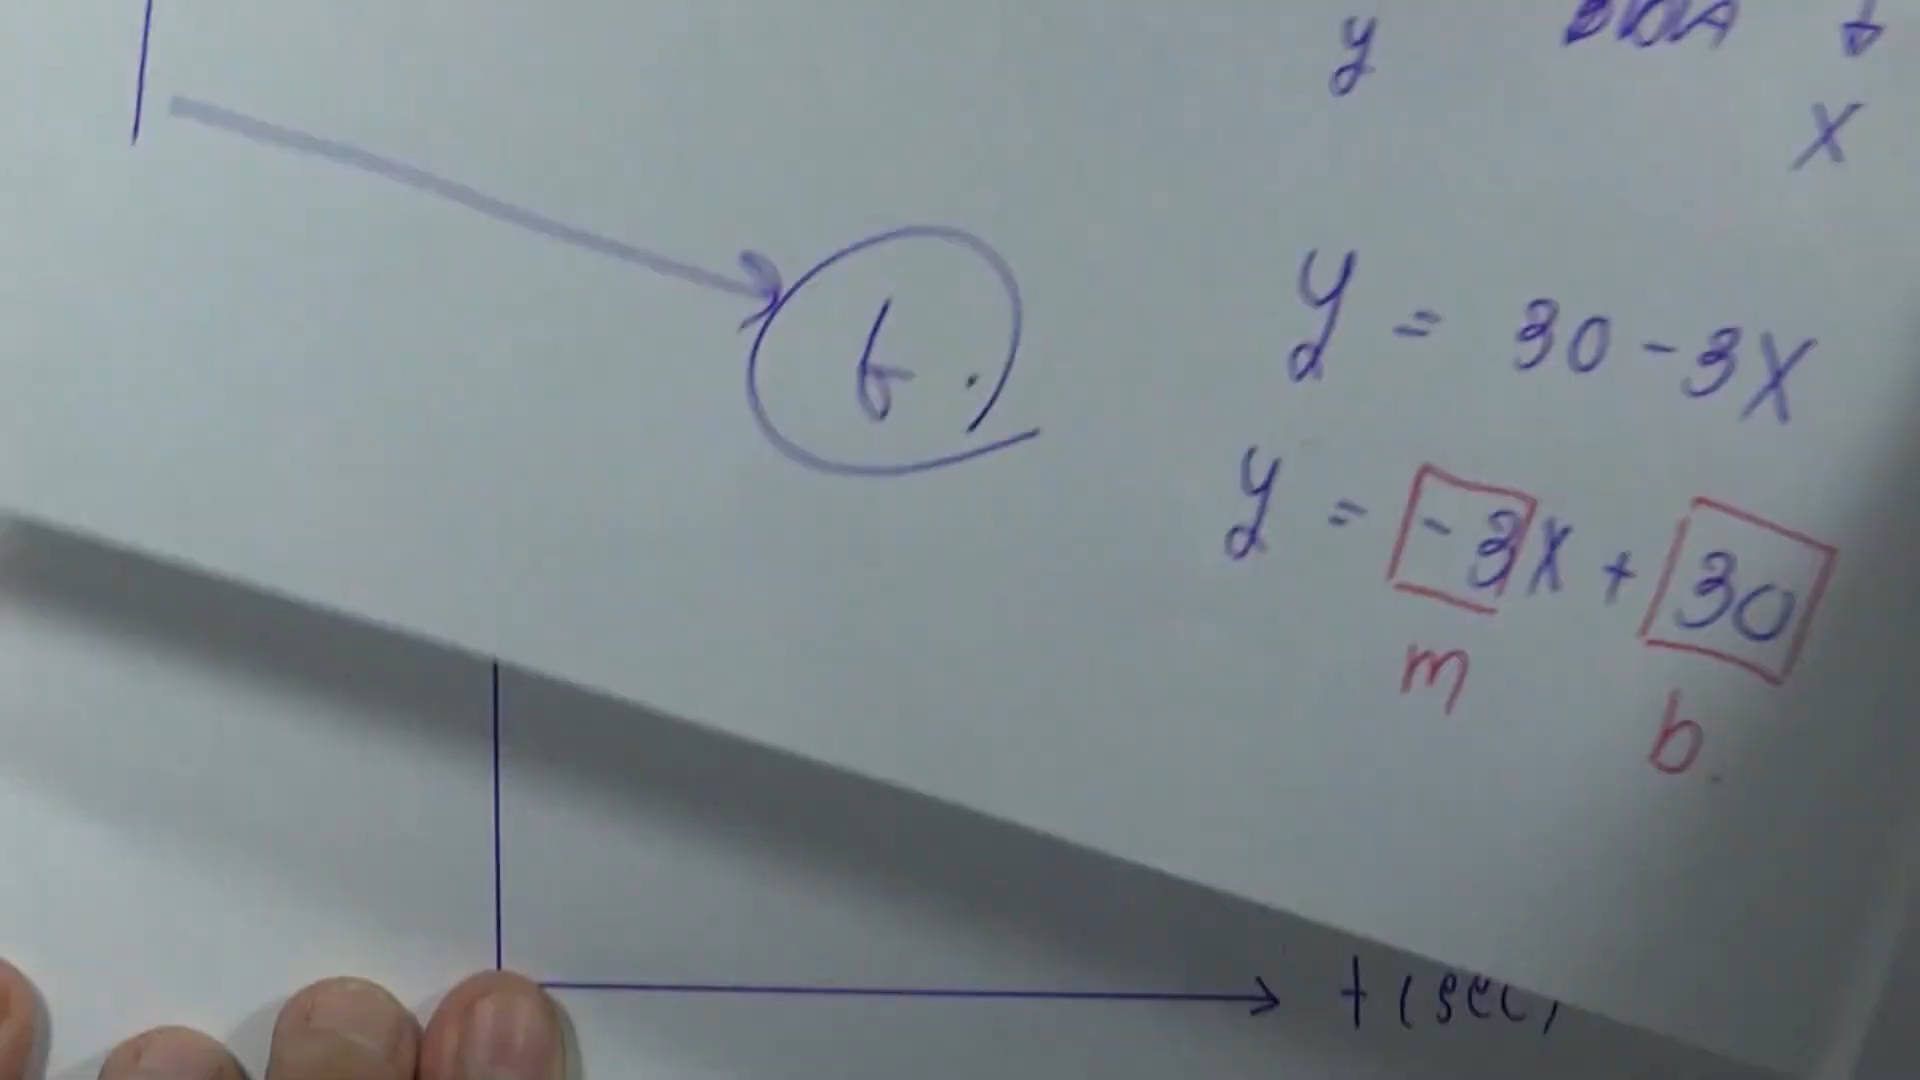 y
x
t.
y = 30 - 3x
y = -3x + 30
m
b.
t (sec)